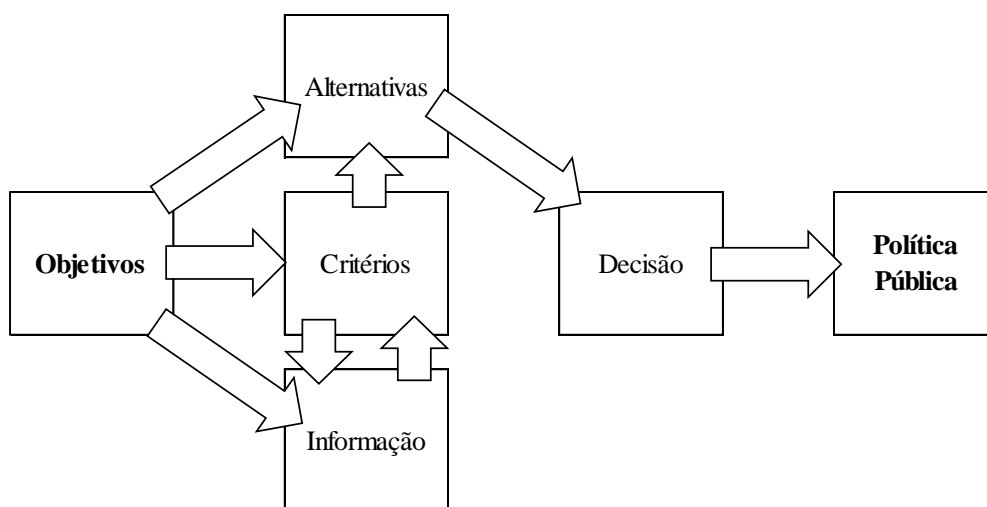 Alternativas
Objetivos
Critérios
Decisão
Política
Pública
Informação